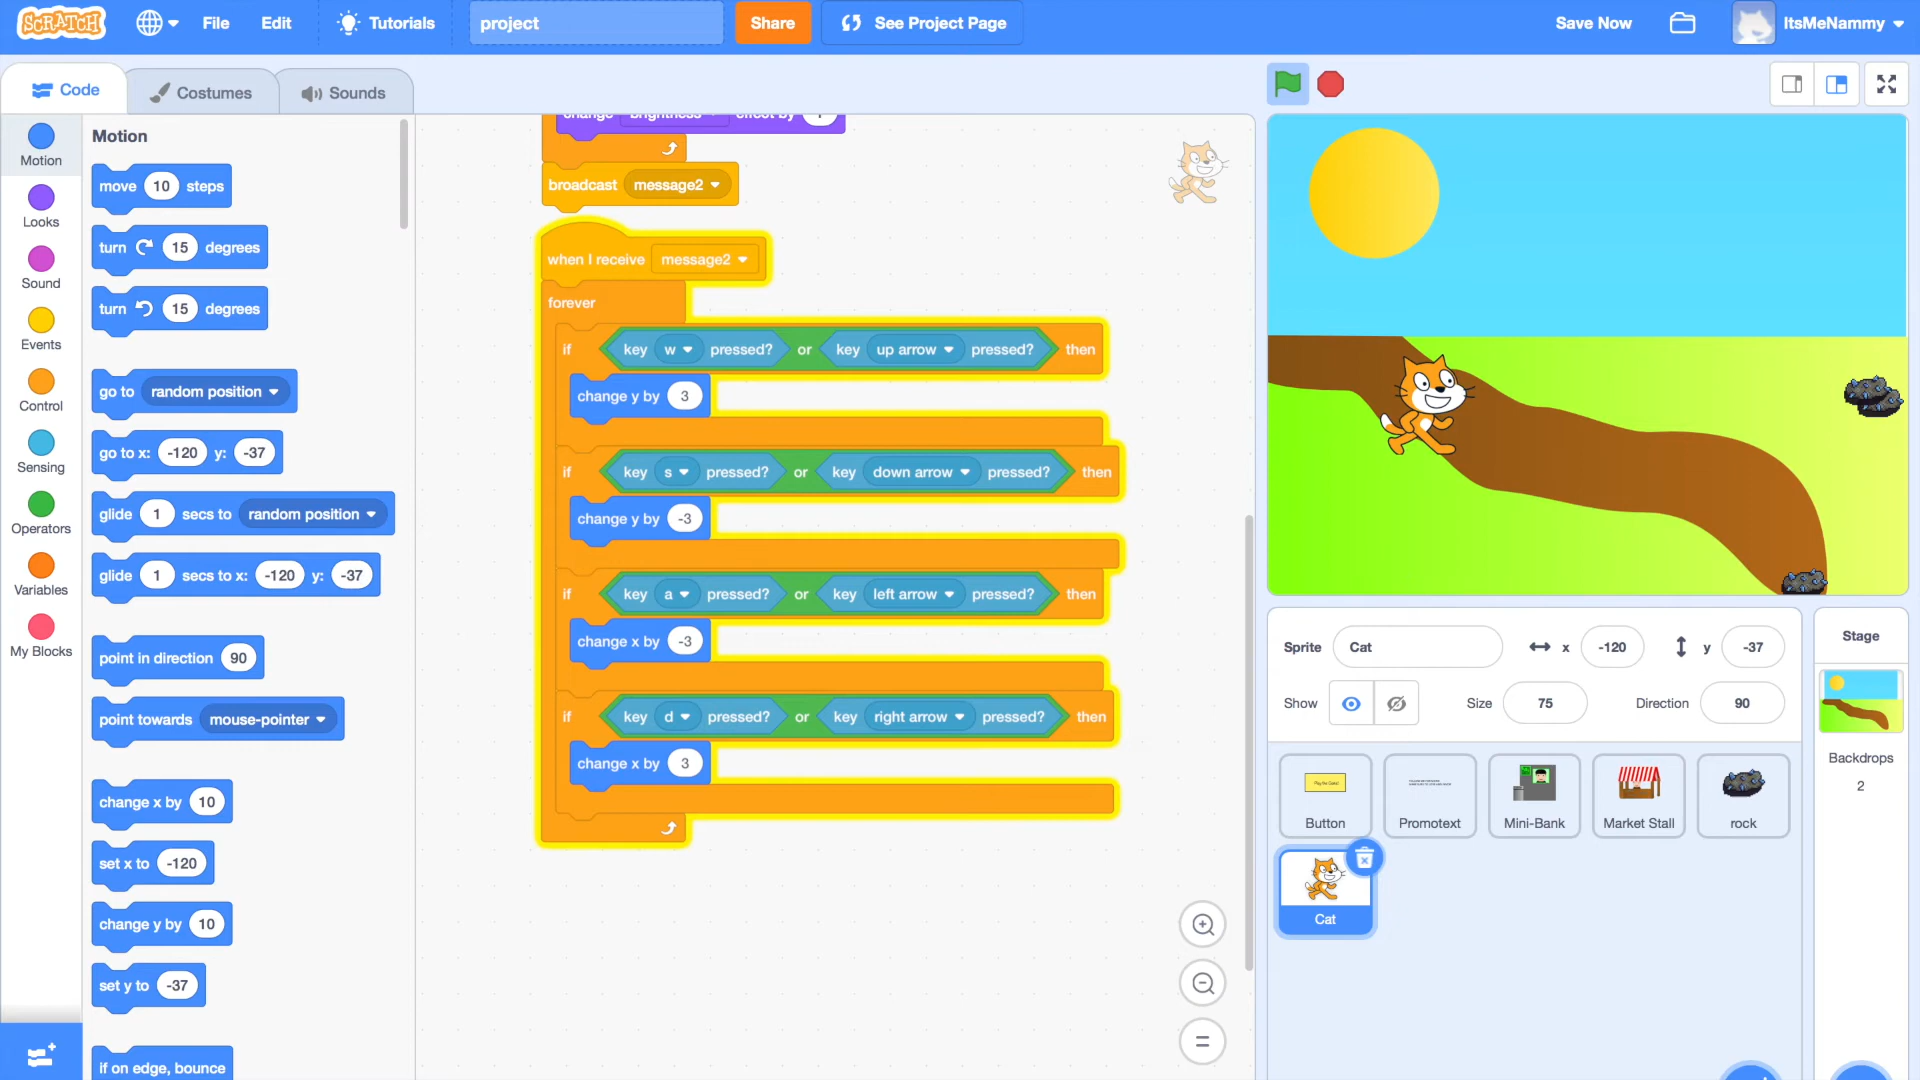 SCRATCH
File
Edit
Tutorials
project
Share
See Project Page
Save Now
ItsMeNammy
Code
Costumes
Sounds
Motion
Looks
Sound
Events
Control
Sensing
Operators
Variables
My Blocks
Motion
move 10 steps
turn 15 degrees
turn 15 degrees
go to random position
go to x: -120 y: -37
glide 1 secs to random position
glide 1 secs to x: -120 y: -37
point in direction 90
point towards mouse-pointer
change x by 10
set x to -120
change y by 10
set y to -37
if on edge, bounce
change brightness effect by
broadcast message2
when I receive message2
forever
if key w pressed? or key up arrow pressed? then
change y by 3
if key s pressed? or key down arrow pressed? then
change y by -3
if key a pressed? or key left arrow pressed? then
change x by -3
if key d pressed? or key right arrow pressed? then
change x by 3
Sprite Cat x -120 y -37
Show Size 75 Direction 90
Button
Promotext
Mini-Bank
Market Stall
rock
Cat
Stage
Backdrops
2